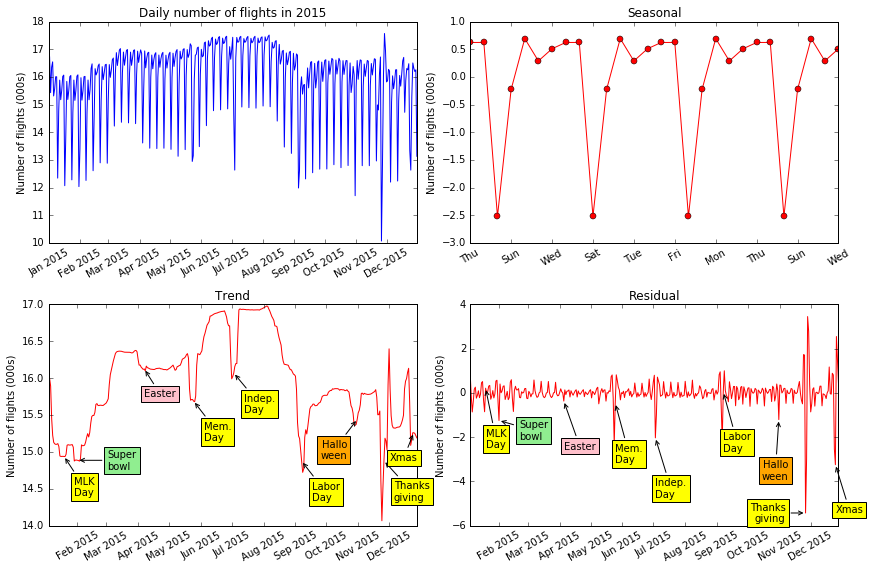 Daily number of flights in 2015
Number of flights (000s)
18
17
16
15
14
13
12
11
10
Jan 2015
Feb 2015
Mar 2015
Apr 2015
May 2015
Jun 2015
Jul 2015
Aug 2015
Sep 2015
Oct 2015
Nov 2015
Dec 2015
Seasonal
Number of flights (000s)
1.0
0.5
0.0
−0.5
−1.0
−1.5
−2.0
−2.5
−3.0
Thu
Sun
Wed
Sat
Tue
Fri
Mon
Thu
Sun
Wed
Trend
Number of flights (000s)
17.0
16.5
16.0
15.5
15.0
14.5
14.0
Easter
Indep.
Day
Mem.
Day
Super
bowl
Hallo
ween
Xmas
MLK
Day
Labor
Day
Thanks
giving
Feb 2015
Mar 2015
Apr 2015
May 2015
Jun 2015
Jul 2015
Aug 2015
Sep 2015
Oct 2015
Nov 2015
Dec 2015
Residual
Number of flights (000s)
4
2
0
−2
−4
−6
MLK
Day
Super
bowl
Easter
Mem.
Day
Labor
Day
Indep.
Day
Hallo
ween
Thanks
giving
Xmas
Feb 2015
Mar 2015
Apr 2015
May 2015
Jun 2015
Jul 2015
Aug 2015
Sep 2015
Oct 2015
Nov 2015
Dec 2015